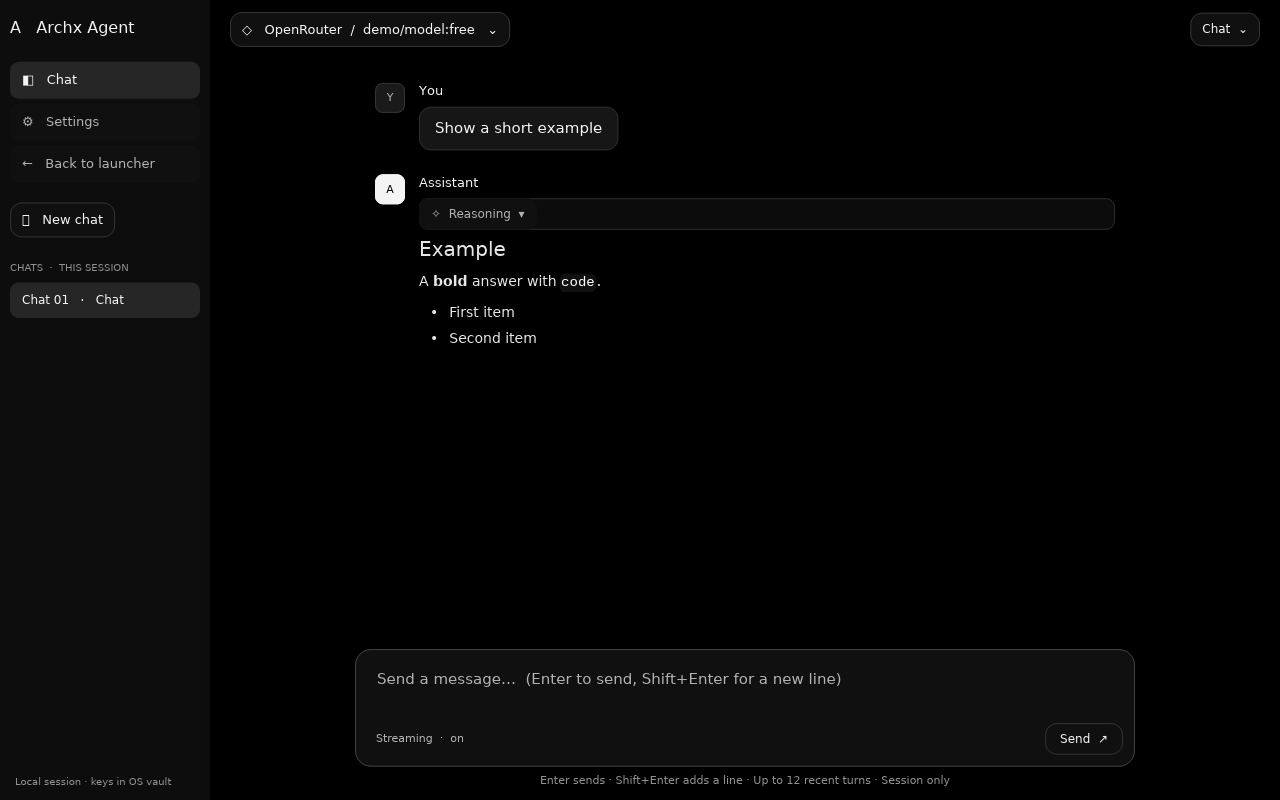 A Archx Agent
◧ Chat
⚙ Settings
← Back to launcher
New chat
CHATS · THIS SESSION
Chat 01 · Chat
Local session · keys in OS vault
◇ OpenRouter / demo/model:free ⌄
Chat ⌄
Y You
Show a short example
A Assistant
✧ Reasoning ▾
Example
A bold answer with code.
• First item
• Second item
Send a message… (Enter to send, Shift+Enter for a new line)
Streaming · on
Send ↗
Enter sends · Shift+Enter adds a line · Up to 12 recent turns · Session only